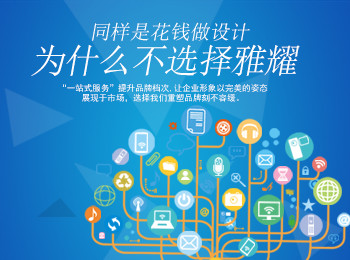 同样是花钱做设计
为什么不选择雅耀
"一站式服务"提升品牌档次,让企业形象以完美的姿态
展现于市场，选择我们重塑品牌刻不容缓。